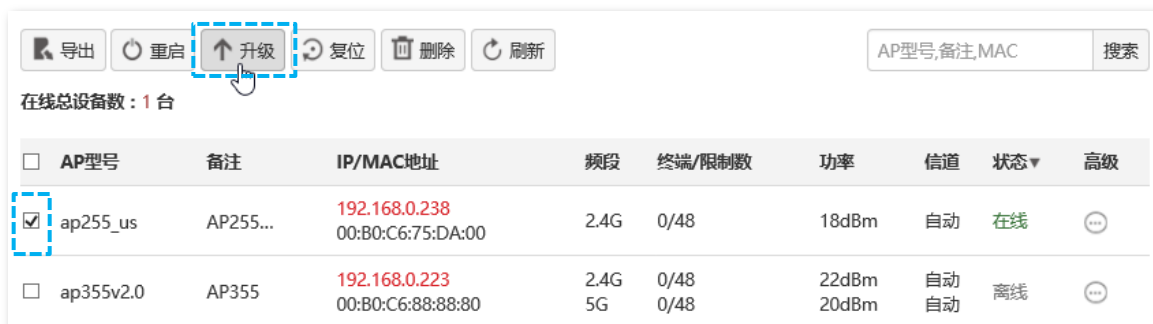 导出 重启 升级 复位 删除 刷新 AP型号,备注,MAC 搜索
在线总设备数：1 台
AP型号 备注 IP/MAC地址 频段 终端/限制数 功率 信道 状态▼ 高级
ap255_us AP255... 192.168.0.238 2.4G 0/48 18dBm 自动 在线
00:B0:C6:75:DA:00
ap355v2.0 AP355 192.168.0.223 2.4G 0/48 22dBm 自动 离线
00:B0:C6:88:88:80 5G 0/48 20dBm 自动